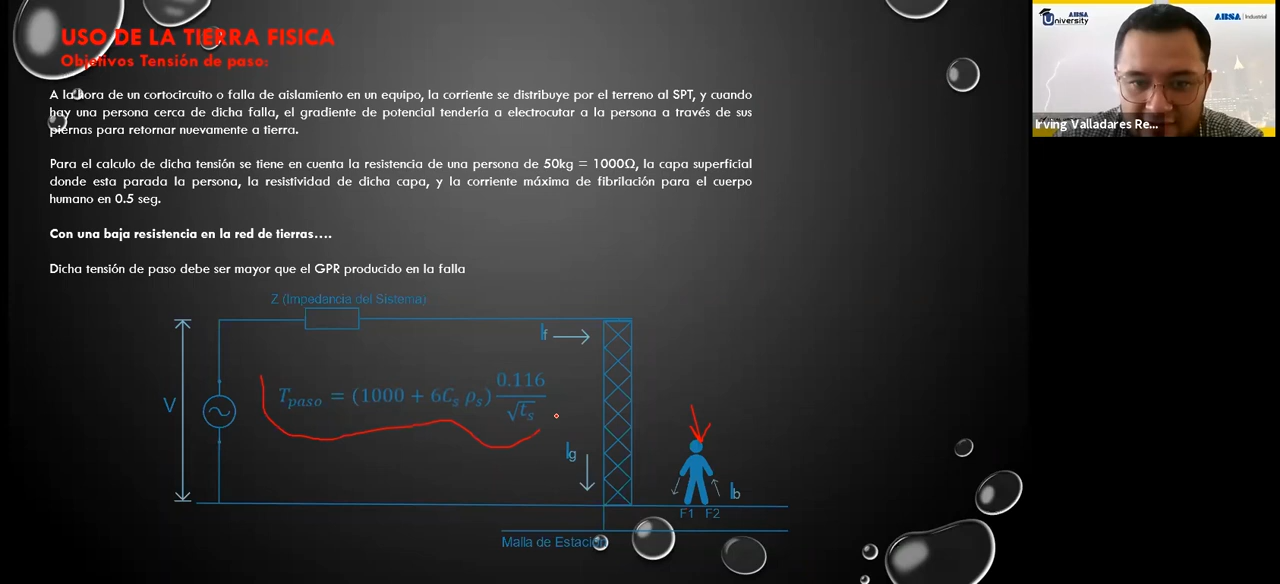 USO DE LA TIERRA FISICA
Objetivos Tensión de paso:
A la hora de un cortocircuito o falla de aislamiento en un equipo, la corriente se distribuye por el terreno al SPT, y cuando
hay una persona cerca de dicha falla, el gradiente de potencial tendería a electrocutar a la persona a través de sus
piernas para retornar nuevamente a tierra.
Para el calculo de dicha tensión se tiene en cuenta la resistencia de una persona de 50kg = 1000Ω, la capa superficial
donde esta parada la persona, la resistividad de dicha capa, y la corriente máxima de fibrilación para el cuerpo
humano en 0.5 seg.
Con una baja resistencia en la red de tierras....
Dicha tensión de paso debe ser mayor que el GPR producido en la falla
Z (Impedancia del Sistema)
If
V
T_paso = (1000 + 6C_s ρ_s) 0.116 / √t_s
Ig
Ib
F1 F2
Malla de Estación
ABSA
University
ABSA | Industrial
Irving Valladares Re...